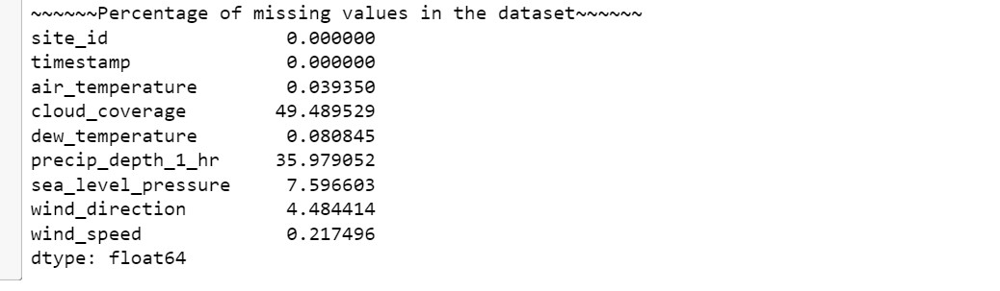 ~~~~~~Percentage of missing values in the dataset~~~~~~
site_id                 0.000000
timestamp               0.000000
air_temperature         0.039350
cloud_coverage         49.489529
dew_temperature         0.080845
precip_depth_1_hr      35.979052
sea_level_pressure      7.596603
wind_direction          4.484414
wind_speed              0.217496
dtype: float64